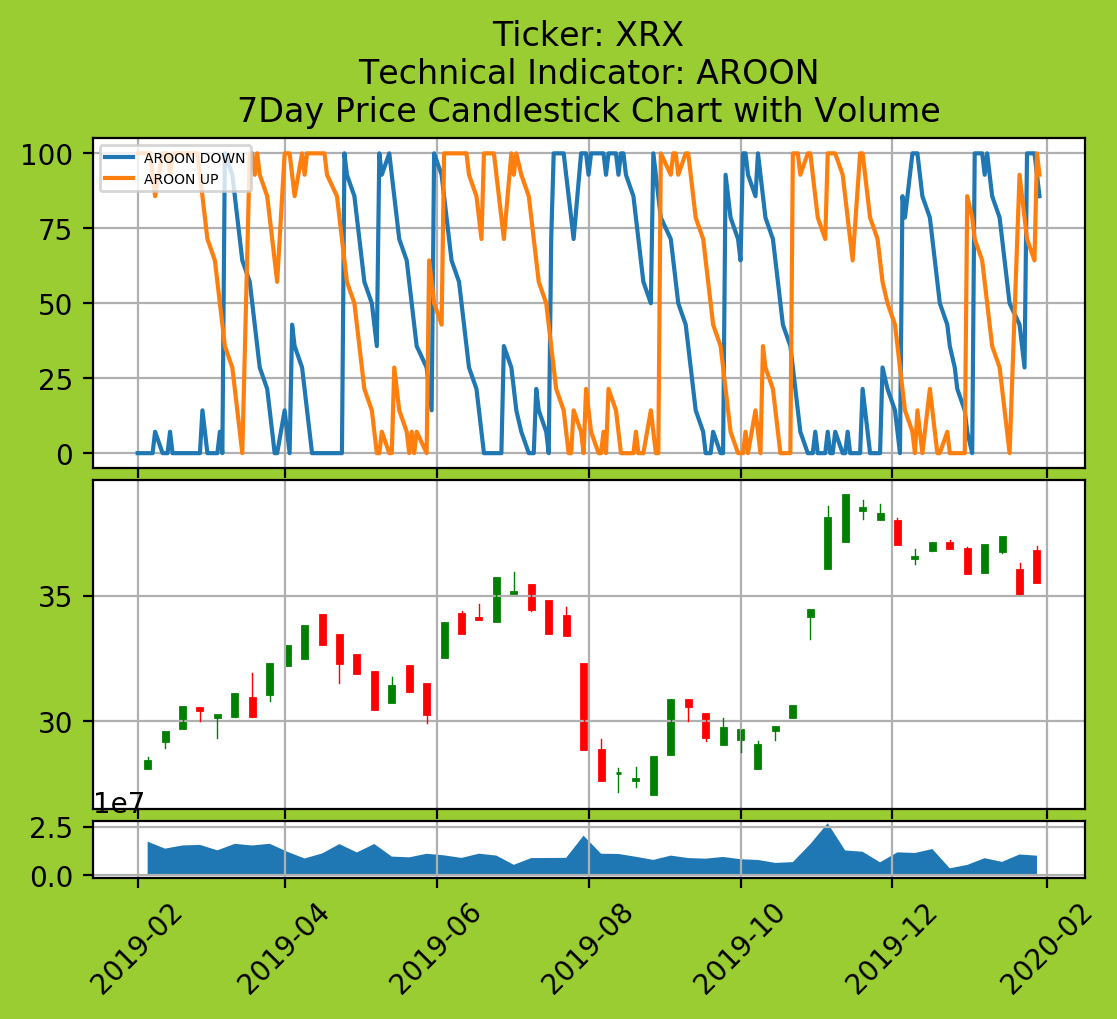 Ticker: XRX
Technical Indicator: AROON
7Day Price Candlestick Chart with Volume
100
75
50
25
0
AROON DOWN
AROON UP
35
30
1e7
2.5
0.0
2019-02
2019-04
2019-06
2019-08
2019-10
2019-12
2020-02